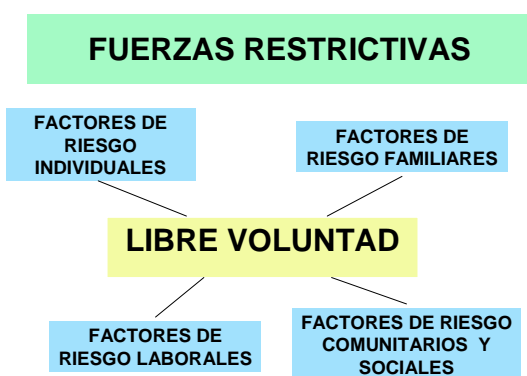 FUERZAS RESTRICTIVAS
FACTORES DE
RIESGO
INDIVIDUALES
FACTORES DE
RIESGO FAMILIARES
LIBRE VOLUNTAD
FACTORES DE
RIESGO LABORALES
FACTORES DE RIESGO
COMUNITARIOS Y
SOCIALES